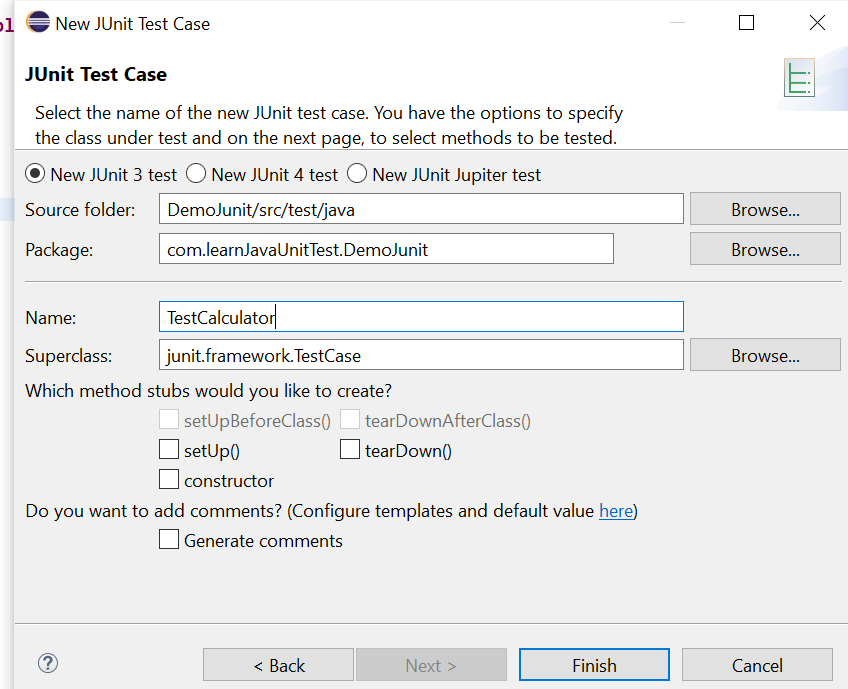 ol
New JUnit Test Case
JUnit Test Case
Select the name of the new JUnit test case. You have the options to specify
the class under test and on the next page, to select methods to be tested.
New JUnit 3 test New JUnit 4 test New JUnit Jupiter test
Source folder: DemoJunit/src/test/java Browse...
Package: com.learnJavaUnitTest.DemoJunit Browse...
Name: TestCalculator
Superclass: junit.framework.TestCase Browse...
Which method stubs would you like to create?
setUpBeforeClass() tearDownAfterClass()
setUp() tearDown()
constructor
Do you want to add comments? (Configure templates and default value here)
Generate comments
? < Back Next > Finish Cancel